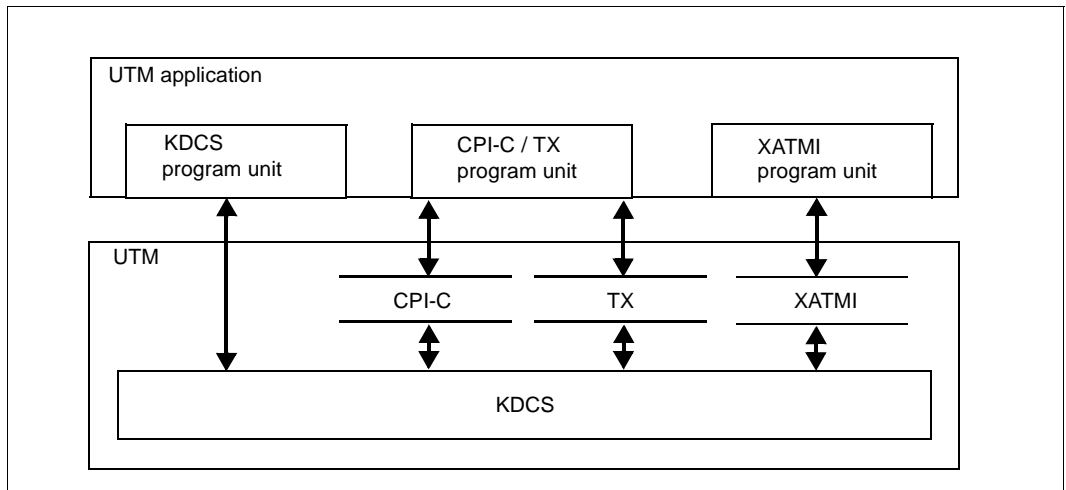 UTM application
KDCS
program unit
CPI-C / TX
program unit
XATMI
program unit
UTM
CPI-C
TX
XATMI
KDCS